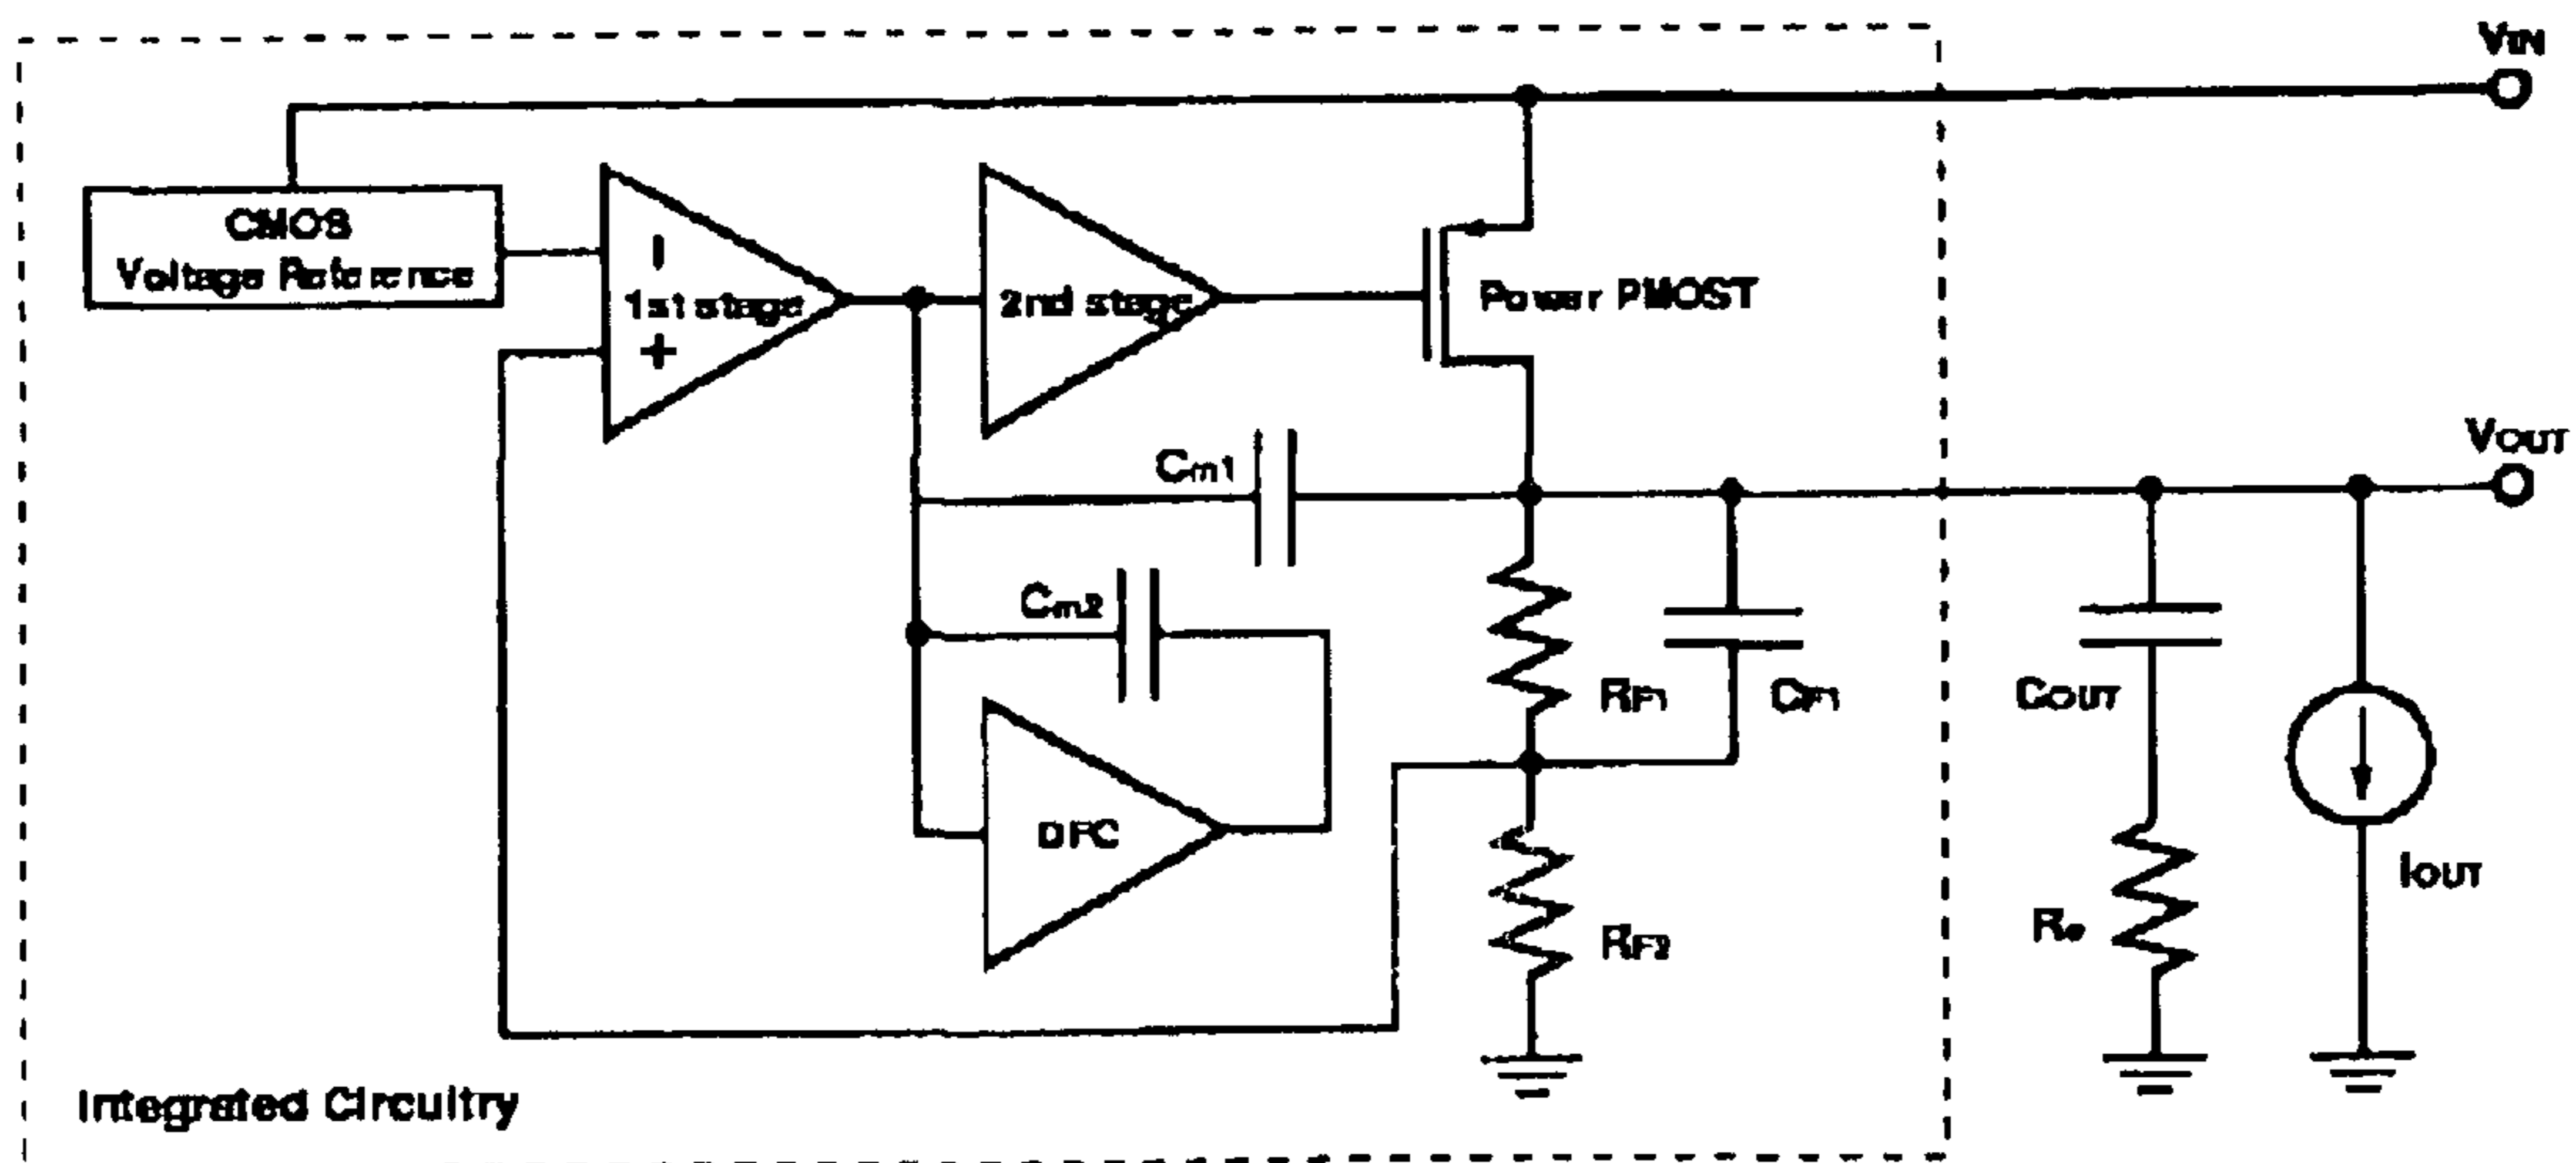 VIN
CMOS
Voltage Reference
−
1st stage
+
2nd stage
Power PMOST
VOUT
Cm1
Cm2
RF1
CF1
COUT
DFC
IOUT
RF2
Re
Integrated Circuitry